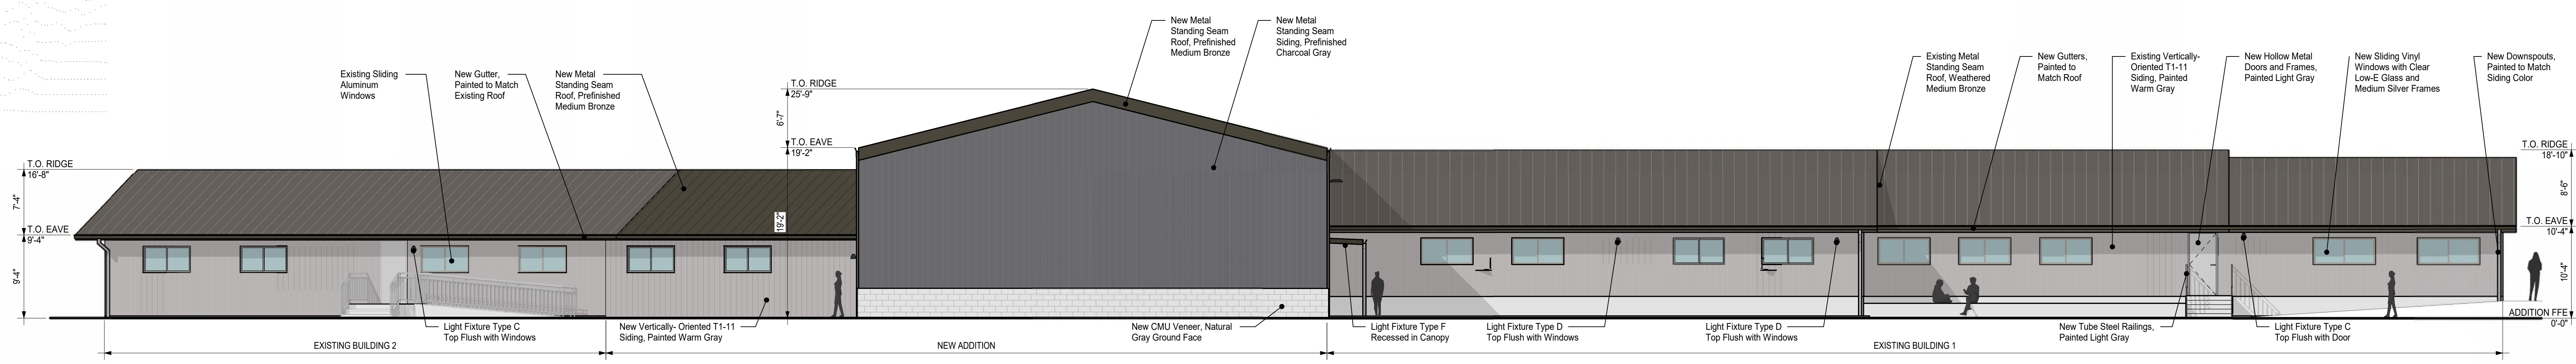 New Metal
Standing Seam
Roof, Prefinished
Medium Bronze
New Metal
Standing Seam
Siding, Prefinished
Charcoal Gray
Existing Sliding
Aluminum
Windows
New Gutter,
Painted to Match
Existing Roof
New Metal
Standing Seam
Roof, Prefinished
Medium Bronze
Existing Metal
Standing Seam
Roof, Weathered
Medium Bronze
New Gutters,
Painted to
Match Roof
Existing Vertically-
Oriented T1-11
Siding, Painted
Warm Gray
New Hollow Metal
Doors and Frames,
Painted Light Gray
New Sliding Vinyl
Windows with Clear
Low-E Glass and
Medium Silver Frames
New Downspouts,
Painted to Match
Siding Color
T.O. RIDGE
25'-9"
6'-7"
T.O. EAVE
19'-2"
19'-2"
T.O. RIDGE
16'-8"
7'-4"
T.O. EAVE
9'-4"
9'-4"
T.O. RIDGE
18'-10"
8'-6"
T.O. EAVE
10'-4"
10'-4"
ADDITION FFE
0'-0"
Light Fixture Type C
Top Flush with Windows
New Vertically- Oriented T1-11
Siding, Painted Warm Gray
New CMU Veneer, Natural
Gray Ground Face
Light Fixture Type F
Recessed in Canopy
Light Fixture Type D
Top Flush with Windows
Light Fixture Type D
Top Flush with Windows
New Tube Steel Railings,
Painted Light Gray
Light Fixture Type C
Top Flush with Door
EXISTING BUILDING 2
NEW ADDITION
EXISTING BUILDING 1